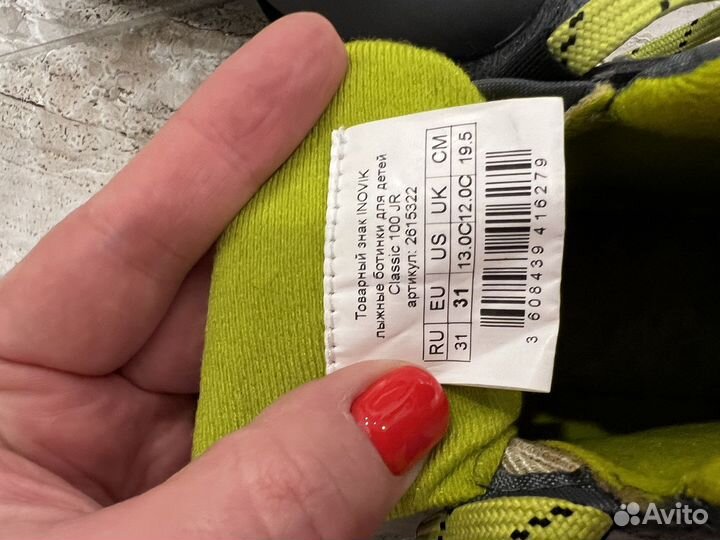 Товарный знак INOVIK
лыжные ботинки для детей
Classic 100 JR
артикул: 2615322
RU EU US UK CM
31 31 13.0C 12.0C 19.5
3 608439 416279
Avito